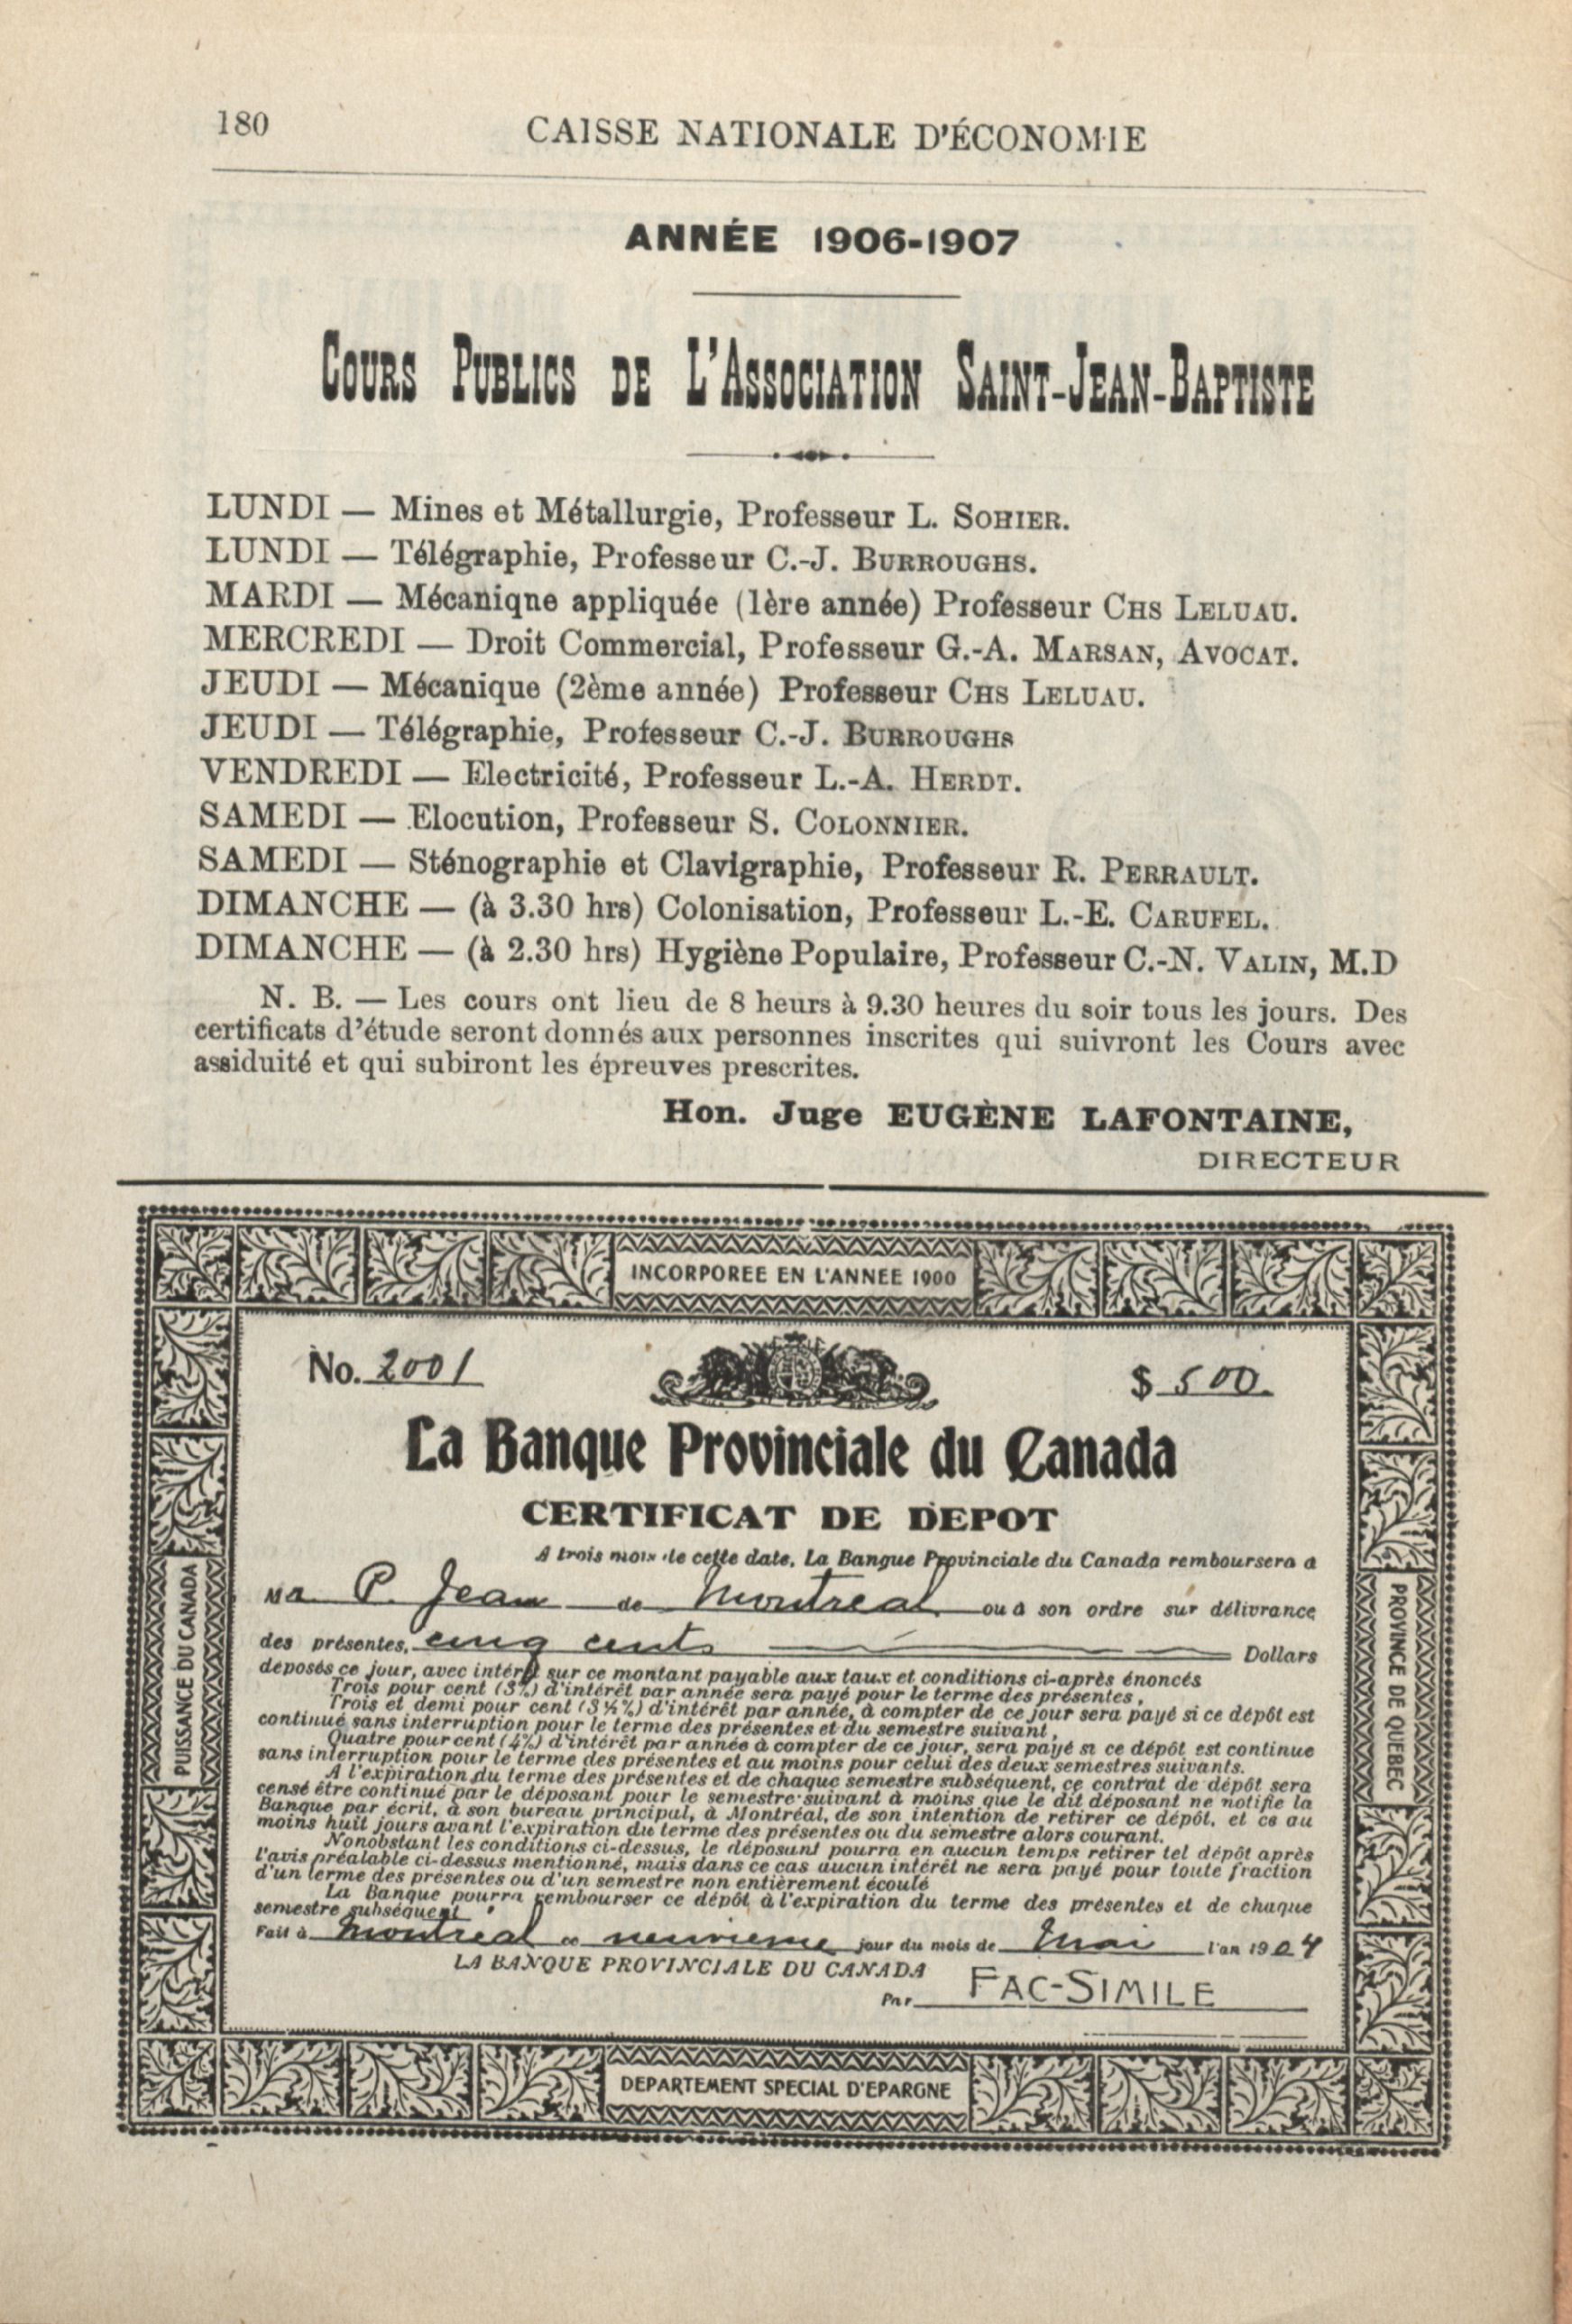 180
CAISSE NATIONALE D'ÉCONOMIE
ANNÉE 1906-1907
COURS PUBLICS DE L'ASSOCIATION SAINT-JEAN-BAPTISTE
LUNDI — Mines et Métallurgie, Professeur L. SOHIER.
LUNDI — Télégraphie, Professeur C.-J. BURROUGHS.
MARDI — Mécaniqne appliquée (1ère année) Professeur CHS LELUAU.
MERCREDI — Droit Commercial, Professeur G.-A. MARSAN, AVOCAT.
JEUDI — Mécanique (2ème année) Professeur CHS LELUAU.
JEUDI — Télégraphie, Professeur C.-J. BURROUGHS
VENDREDI — Electricité, Professeur L.-A. HERDT.
SAMEDI — Elocution, Professeur S. COLONNIER.
SAMEDI — Sténographie et Clavigraphie, Professeur R. PERRAULT.
DIMANCHE — (à 3.30 hrs) Colonisation, Professeur L.-E. CARUFEL.
DIMANCHE — (à 2.30 hrs) Hygiène Populaire, Professeur C.-N. VALIN, M.D
N. B. — Les cours ont lieu de 8 heurs à 9.30 heures du soir tous les jours. Des
certificats d'étude seront donnés aux personnes inscrites qui suivront les Cours avec
assiduité et qui subiront les épreuves prescrites.
Hon. Juge EUGÈNE LAFONTAINE,
DIRECTEUR
INCORPOREE EN L'ANNEE 1900
No. 2001
$ 500
La Banque Provinciale du Canada
CERTIFICAT DE DEPOT
A trois mois de cette date, La Banque Provinciale du Canada remboursera a
Ma P. Jean de Montreal ou à son ordre sur délivrance
des présentes, cinq cents Dollars
déposés ce jour, avec intérêt sur ce montant payable aux taux et conditions ci-après énoncés
Trois pour cent (3%) d'intérêt par année sera payé pour le terme des présentes,
Trois et demi pour cent (3 ½ %) d'intérêt par année, à compter de ce jour sera payé si ce dépôt est
continué sans interruption pour le terme des présentes et du semestre suivant,
Quatre pour cent (4%) d'intérêt par année à compter de ce jour, sera payé si ce dépôt est continue
sans interruption pour le terme des présentes et au moins pour celui des deux semestres suivants.
A l'expiration du terme des présentes et de chaque semestre subséquent, ce contrat de dépôt sera
censé être continué par le déposant pour le semestre suivant à moins que le dit déposant ne notifie la
Banque par écrit, à son bureau principal, à Montréal, de son intention de retirer ce dépôt, et ce au
moins huit jours avant l'expiration du terme des présentes ou du semestre alors courant.
Nonobstant les conditions ci-dessus, le déposant pourra en aucun temps retirer tel dépôt après
l'avis préalable ci-dessus mentionné, mais dans ce cas aucun intérêt ne sera payé pour toute fraction
d'un terme des présentes ou d'un semestre non entièrement écoulé
La Banque pourra rembourser ce dépôt à l'expiration du terme des présentes et de chaque
semestre subséquent
Fait à Montreal ce neuvieme jour du mois de Mai l'an 1904
LA BANQUE PROVINCIALE DU CANADA
Par FAC-SIMILE
PUISSANCE DU CANADA
PROVINCE DE QUEBEC
DEPARTEMENT SPECIAL D'EPARGNE